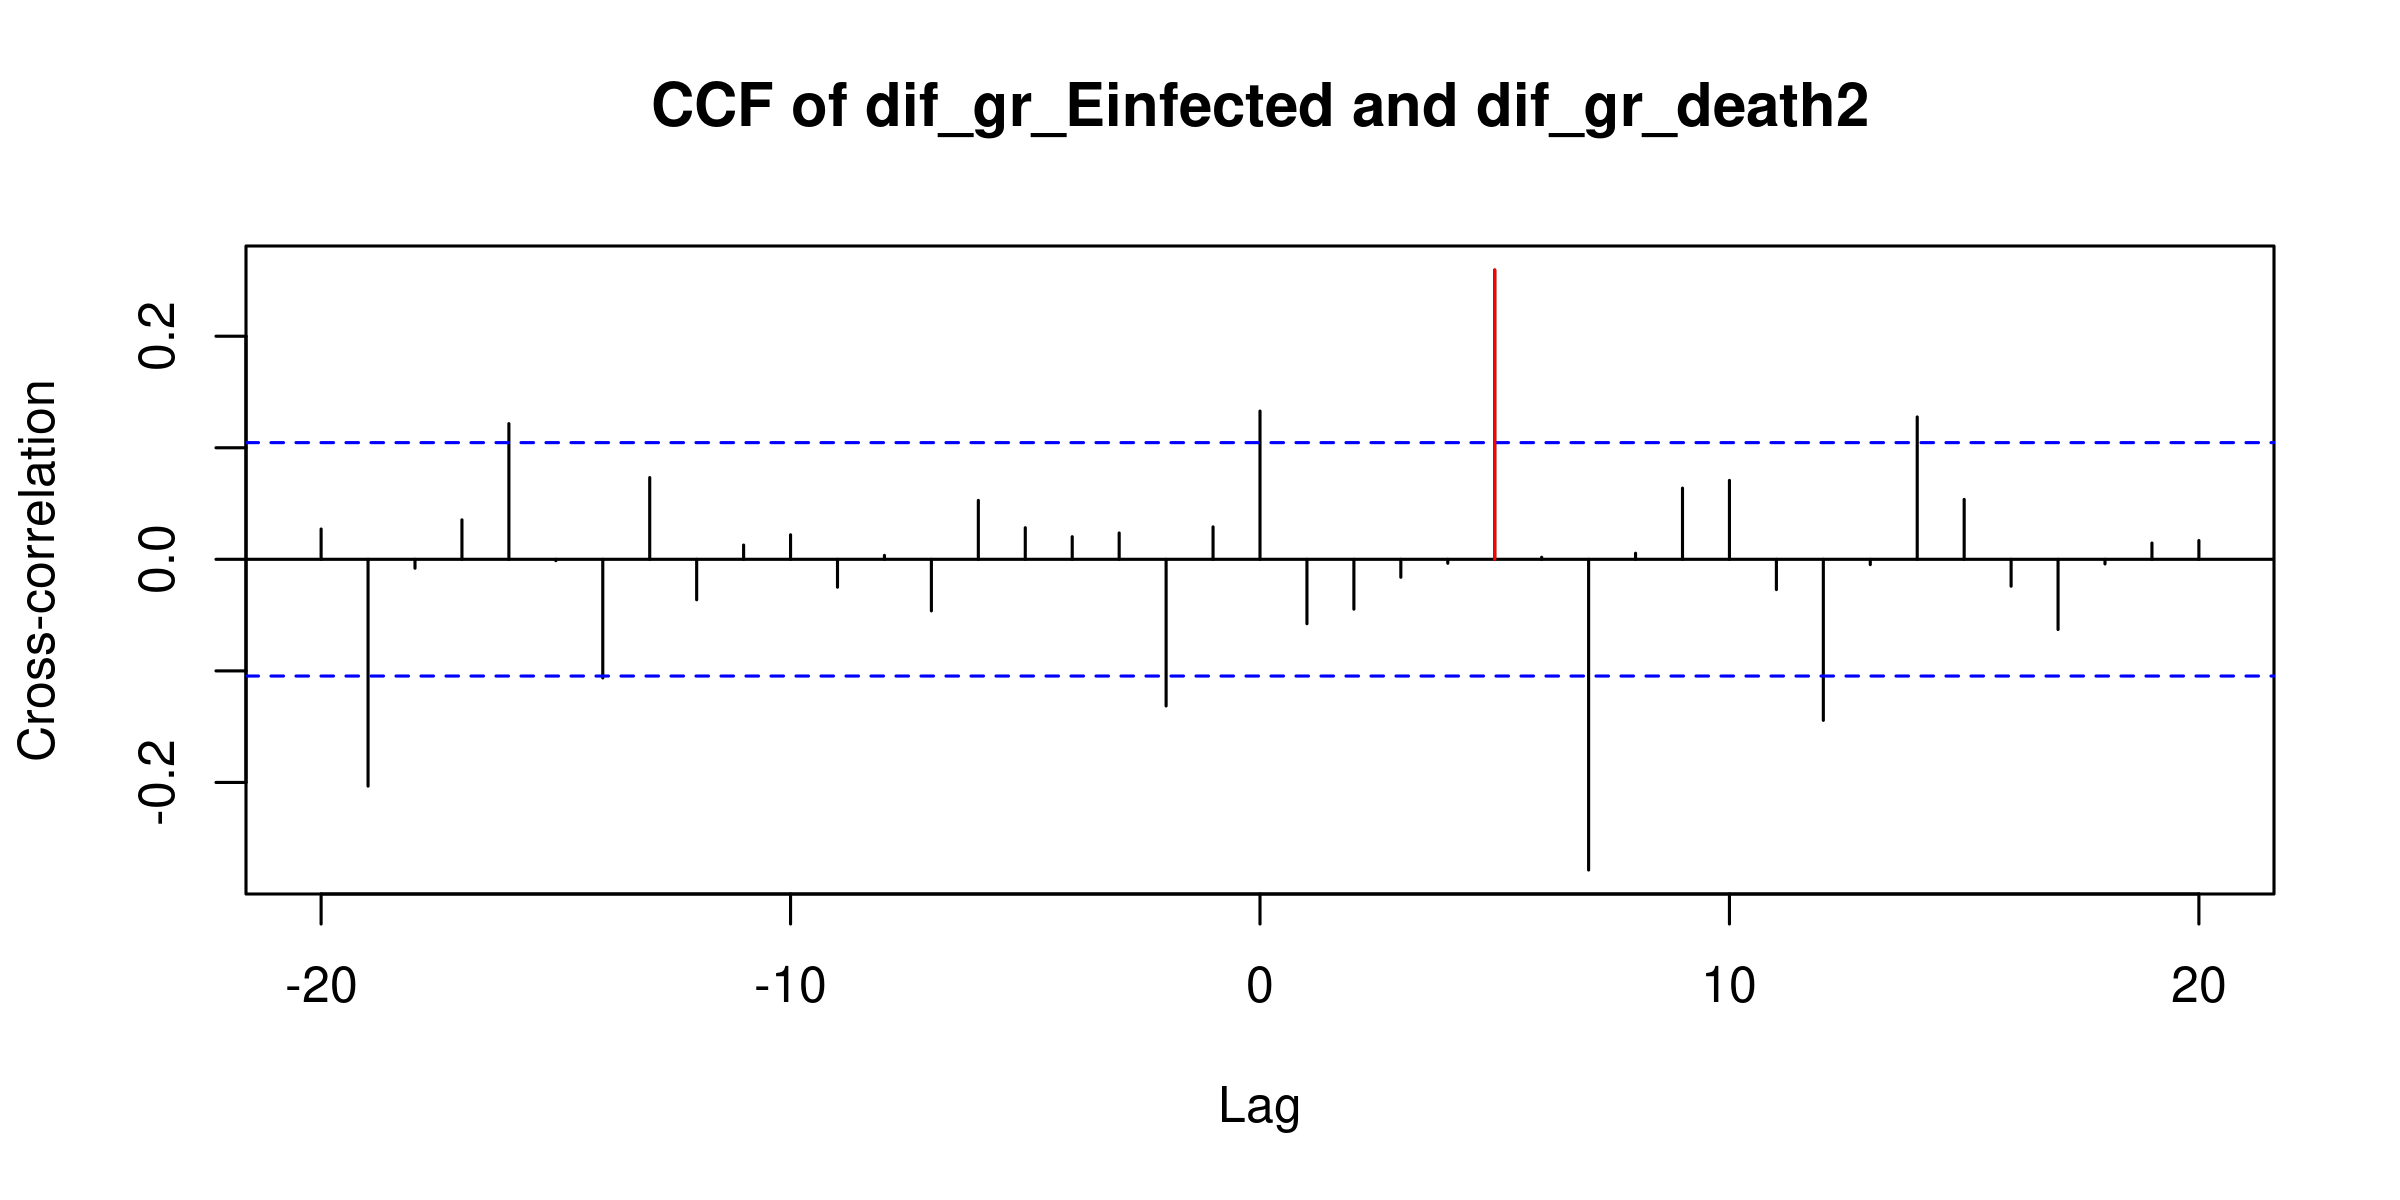 CCF of dif_gr_Einfected and dif_gr_death2
Cross-correlation
0.2
0.0
-0.2
-20 -10 0 10 20
Lag